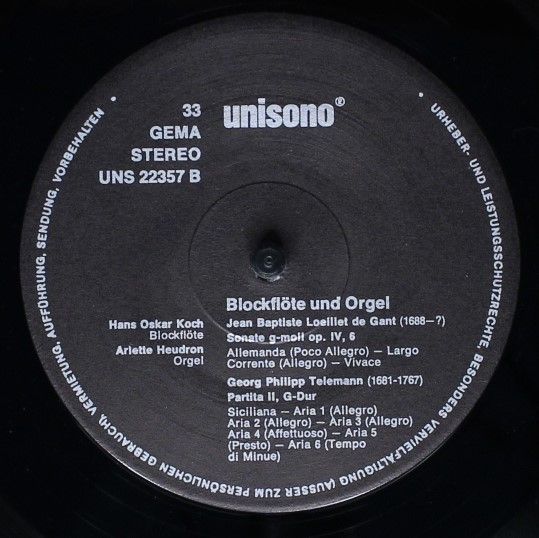 unisono®
33
GEMA
STEREO
UNS 22357 B
Blockflöte und Orgel
Hans Oskar Koch
Blockflöte
Arlette Heudron
Orgel
Jean Baptiste Loeillet de Gant (1688–?)
Sonate g-moll op. IV, 6
Allemanda (Poco Allegro) – Largo
Corrente (Allegro) – Vivace
Georg Philipp Telemann (1681-1767)
Partita II, G-Dur
Siciliana – Aria 1 (Allegro)
Aria 2 (Allegro) – Aria 3 (Allegro)
Aria 4 (Affettuoso) – Aria 5
(Presto) – Aria 6 (Tempo
di Minue)
• URHEBER- UND LEISTUNGSSCHUTZRECHTE, BESONDERS VERVIELFÄLTIGUNG (AUSSER ZUM PERSÖNLICHEN GEBRAUCH), VERMIETUNG, AUFFÜHRUNG, SENDUNG, VORBEHALTEN •